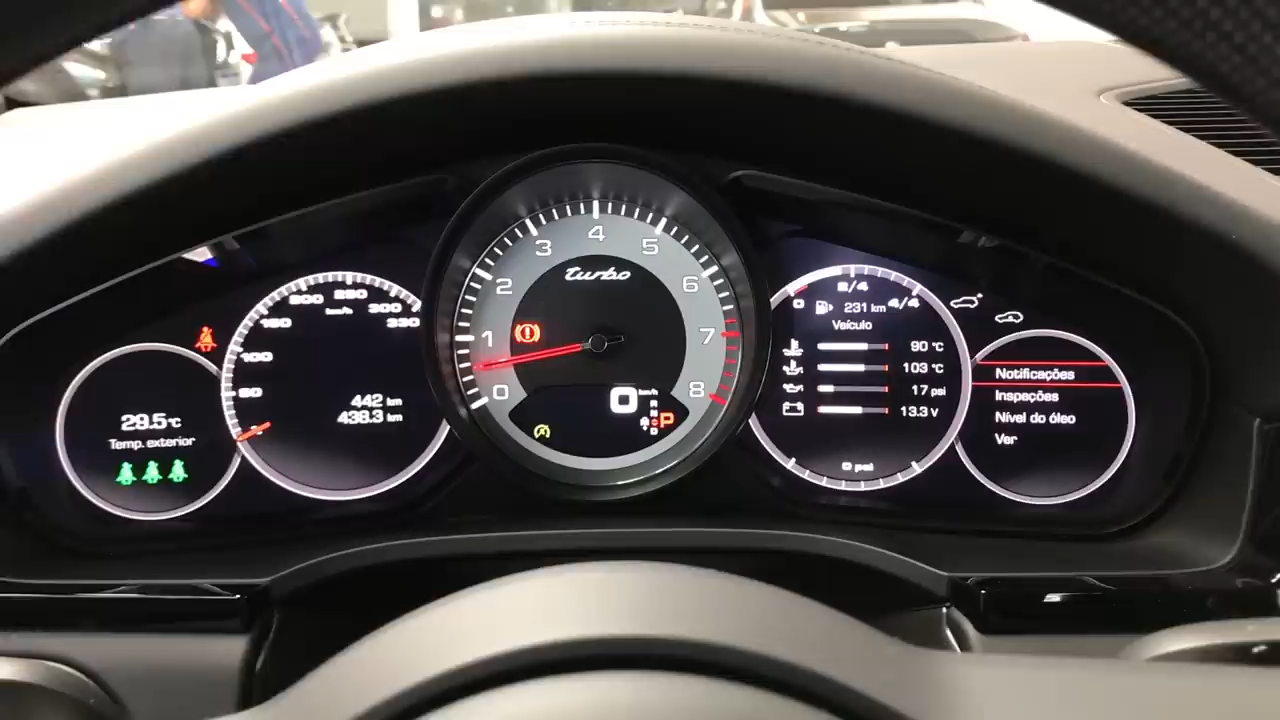 29.5 °C
Temp. exterior
50
100
150
200
250
300
330
km/h
442 km
438.3 km
turbo
0
1
2
3
4
5
6
7
8
0 km/h
R
N
D
P
0
2/4
4/4
231 km
Veículo
90 °C
103 °C
17 psi
13.3 V
0 psi
Notificações
Inspeções
Nível do óleo
Ver